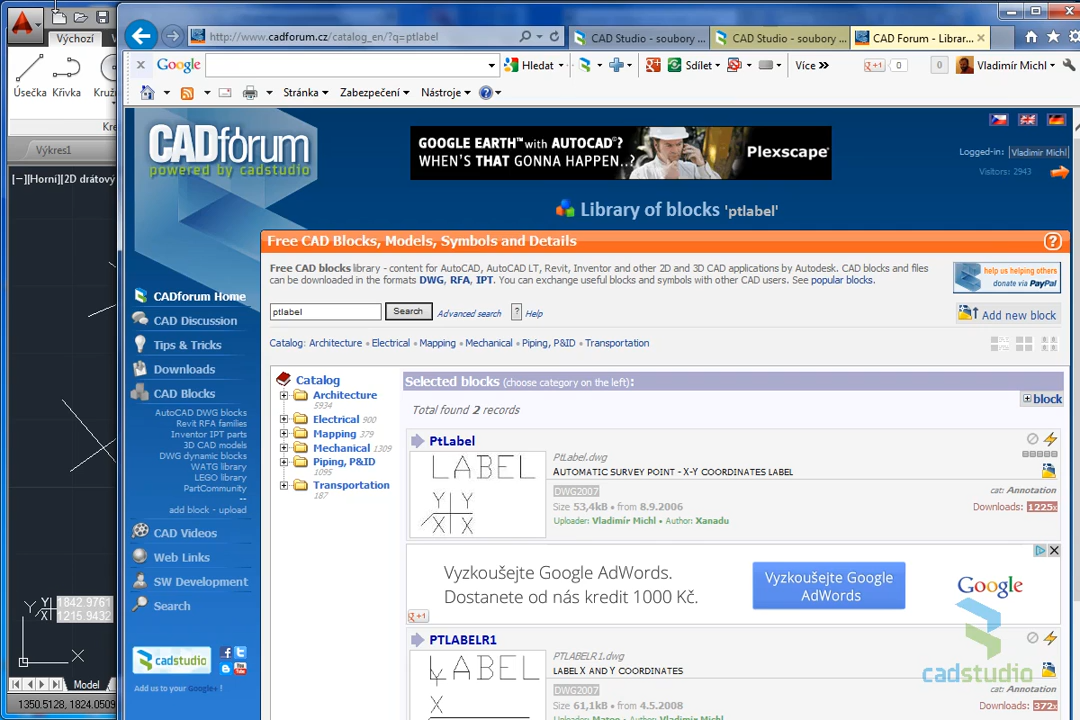 Výchozí
Úsečka Křivka Kruž
Kre
Výkres1
[−][Horní][2D drátový
1842.9761
1215.9432
Model
1350.5128, 1824.0509
http://www.cadforum.cz/catalog_en/?q=ptlabel
CAD Studio - soubory ...
CAD Studio - soubory ...
CAD Forum - Librar...
x Google
Hledat
Sdílet
Více »
+1 0
0
Vladimír Michl
Stránka
Zabezpečení
Nástroje
CADfórum
powered by cadstudio
GOOGLE EARTH™ WITH AUTOCAD?
WHEN'S THAT GONNA HAPPEN..?
Plexscape
Logged-in: Vladimir Michl
Visitors: 2943
Library of blocks 'ptlabel'
Free CAD Blocks, Models, Symbols and Details
?
Free CAD blocks library - content for AutoCAD, AutoCAD LT, Revit, Inventor and other 2D and 3D CAD applications by Autodesk. CAD blocks and files
can be downloaded in the formats DWG, RFA, IPT. You can exchange useful blocks and symbols with other CAD users. See popular blocks.
help us helping others
donate via PayPal
ptlabel
Search
Advanced search
? Help
Add new block
Catalog: Architecture • Electrical • Mapping • Mechanical • Piping, P&ID • Transportation
CADforum Home
CAD Discussion
Tips & Tricks
Downloads
CAD Blocks
AutoCAD DWG blocks
Revit RFA families
Inventor IPT parts
3D CAD models
DWG dynamic blocks
WATG library
LEGO library
PartCommunity
--
add block - upload
CAD Videos
Web Links
SW Development
Search
cadstudio
Add us to your Google+ !
Catalog
Architecture
5934
Electrical 900
Mapping 379
Mechanical 1309
Piping, P&ID
1095
Transportation
187
Selected blocks (choose category on the left):
block
Total found 2 records
PtLabel
LABEL
Y Y
X X
PtLabel.dwg
AUTOMATIC SURVEY POINT - X-Y COORDINATES LABEL
DWG2007
cat: Annotation
Size 53,4kB • from 8.9.2006
Downloads: 1225x
Uploader: Vladimír Michl • Author: Xanadu
Vyzkoušejte Google AdWords.
Dostanete od nás kredit 1000 Kč.
Vyzkoušejte Google
AdWords
Google
+1
PTLABELR1
LABEL
X
PTLABELR1.dwg
LABEL X AND Y COORDINATES
DWG2007
cat: Annotation
Size 61,1kB • from 4.5.2008
Downloads: 372x
cadstudio